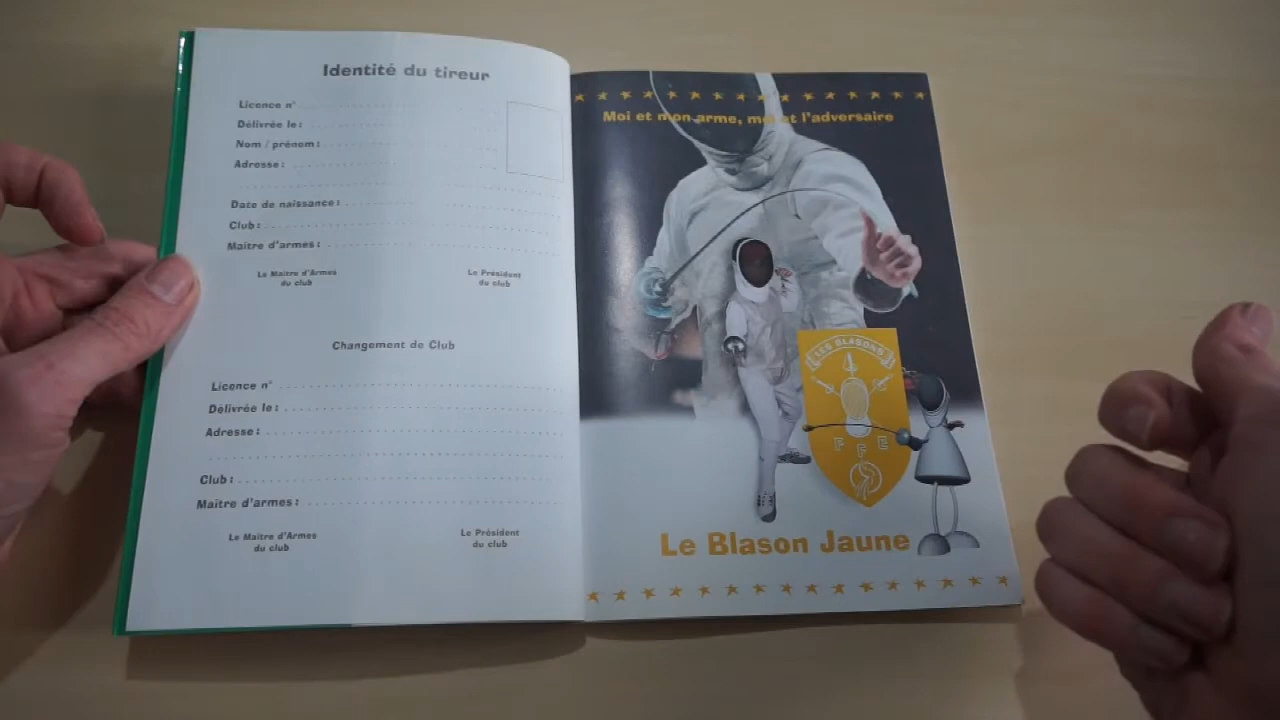 Identité du tireur
Licence n°
Délivrée le :
Nom / prénom :
Adresse :
Date de naissance :
Club :
Maître d'armes :
Le Maître d'Armes
du club
Le Président
du club
Changement de Club
Licence n°
Délivrée le :
Adresse :
Club :
Maître d'armes :
Le Maître d'Armes
du club
Le Président
du club
Moi et mon arme, moi et l'adversaire
LES BLASONS
F F E
Le Blason Jaune